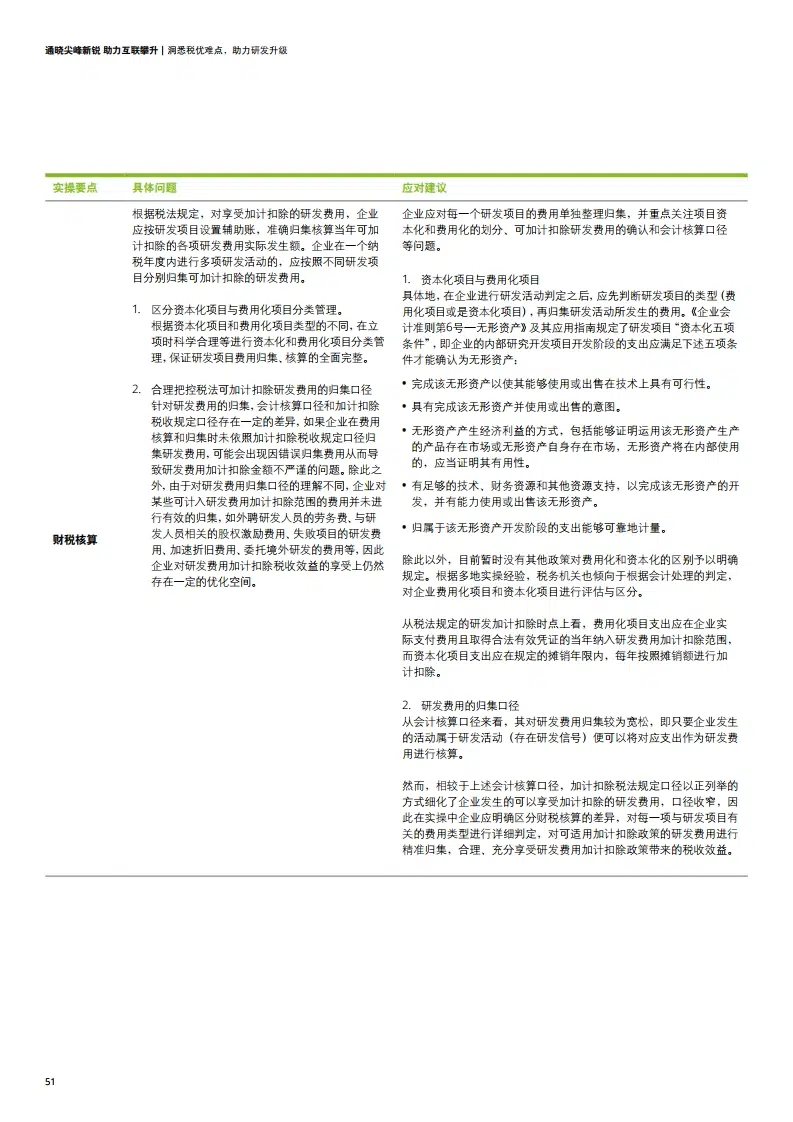 通晓尖峰新锐 助力互联攀升 | 洞悉税优难点，助力研发升级
实操要点
具体问题
应对建议
财税核算
根据税法规定，对享受加计扣除的研发费用，企业
应按研发项目设置辅助账，准确归集核算当年可加
计扣除的各项研发费用实际发生额。企业在一个纳
税年度内进行多项研发活动的，应按照不同研发项
目分别归集可加计扣除的研发费用。
1. 区分资本化项目与费用化项目分类管理。
根据资本化项目和费用化项目类型的不同，在立
项时科学合理等进行资本化和费用化项目分类管
理，保证研发项目费用归集、核算的全面完整。
2. 合理把控税法可加计扣除研发费用的归集口径
针对研发费用的归集，会计核算口径和加计扣除
税收规定口径存在一定的差异，如果企业在费用
核算和归集时未依照加计扣除税收规定口径归
集研发费用，可能会出现因错误归集费用从而导
致研发费用加计扣除金额不严谨的问题。除此之
外，由于对研发费用归集口径的理解不同，企业对
某些可计入研发费用加计扣除范围的费用并未进
行有效的归集，如外聘研发人员的劳务费、与研
发人员相关的股权激励费用、失败项目的研发费
用、加速折旧费用、委托境外研发的费用等，因此
企业对研发费用加计扣除税收效益的享受上仍然
存在一定的优化空间。
企业应对每一个研发项目的费用单独整理归集，并重点关注项目资
本化和费用化的划分、可加计扣除研发费用的确认和会计核算口径
等问题。
1. 资本化项目与费用化项目
具体地，在企业进行研发活动判定之后，应先判断研发项目的类型（费
用化项目或是资本化项目），再归集研发活动所发生的费用。《企业会
计准则第6号—无形资产》及其应用指南规定了研发项目“资本化五项
条件”，即企业的内部研究开发项目开发阶段的支出应满足下述五项条
件才能确认为无形资产：
• 完成该无形资产以使其能够使用或出售在技术上具有可行性。
• 具有完成该无形资产并使用或出售的意图。
• 无形资产产生经济利益的方式，包括能够证明运用该无形资产生产
的产品存在市场或无形资产自身存在市场，无形资产将在内部使用
的，应当证明其有用性。
• 有足够的技术、财务资源和其他资源支持，以完成该无形资产的开
发，并有能力使用或出售该无形资产。
• 归属于该无形资产开发阶段的支出能够可靠地计量。
除此以外，目前暂时没有其他政策对费用化和资本化的区别予以明确
规定。根据多地实操经验，税务机关也倾向于根据会计处理的判定，
对企业费用化项目和资本化项目进行评估与区分。
从税法规定的研发加计扣除时点上看，费用化项目支出应在企业实
际支付费用且取得合法有效凭证的当年纳入研发费用加计扣除范围，
而资本化项目支出应在规定的摊销年限内，每年按照摊销额进行加
计扣除。
2. 研发费用的归集口径
从会计核算口径来看，其对研发费用归集较为宽松，即只要企业发生
的活动属于研发活动（存在研发信号）便可以将对应支出作为研发费
用进行核算。
然而，相较于上述会计核算口径，加计扣除税法规定口径以正列举的
方式细化了企业发生的可以享受加计扣除的研发费用，口径收窄，因
此在实操中企业应明确区分财税核算的差异，对每一项与研发项目有
关的费用类型进行详细判定，对可适用加计扣除政策的研发费用进行
精准归集，合理、充分享受研发费用加计扣除政策带来的税收效益。
51